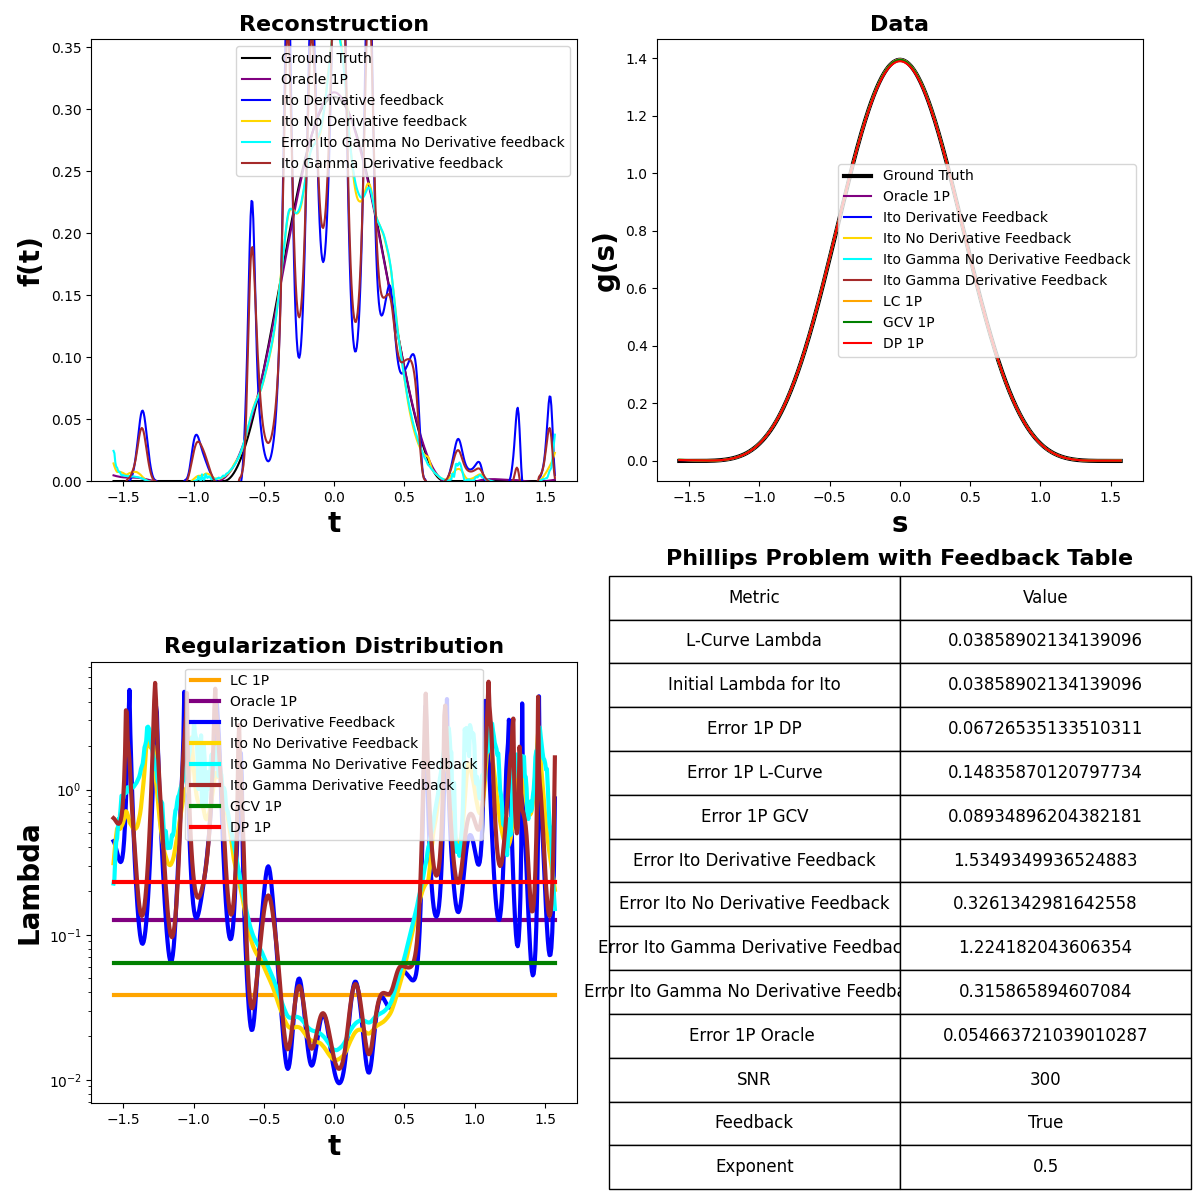 Reconstruction
0.35
0.30
0.25
0.20
0.15
0.10
0.05
0.00
f(t)
Ground Truth
Oracle 1P
Ito Derivative feedback
Ito No Derivative feedback
Error Ito Gamma No Derivative feedback
Ito Gamma Derivative feedback
−1.5 −1.0 −0.5 0.0 0.5 1.0 1.5
t
Data
1.4
1.2
1.0
0.8
0.6
0.4
0.2
0.0
g(s)
Ground Truth
Oracle 1P
Ito Derivative Feedback
Ito No Derivative Feedback
Ito Gamma No Derivative Feedback
Ito Gamma Derivative Feedback
LC 1P
GCV 1P
DP 1P
−1.5 −1.0 −0.5 0.0 0.5 1.0 1.5
s
Regularization Distribution
10⁰
10⁻¹
10⁻²
Lambda
LC 1P
Oracle 1P
Ito Derivative Feedback
Ito No Derivative Feedback
Ito Gamma No Derivative Feedback
Ito Gamma Derivative Feedback
GCV 1P
DP 1P
−1.5 −1.0 −0.5 0.0 0.5 1.0 1.5
t
Phillips Problem with Feedback Table
Metric Value
L-Curve Lambda 0.03858902134139096
Initial Lambda for Ito 0.03858902134139096
Error 1P DP 0.06726535133510311
Error 1P L-Curve 0.14835870120797734
Error 1P GCV 0.08934896204382181
Error Ito Derivative Feedback 1.5349349936524883
Error Ito No Derivative Feedback 0.3261342981642558
Error Ito Gamma Derivative Feedbac 1.224182043606354
Error Ito Gamma No Derivative Feedba 0.315865894607084
Error 1P Oracle 0.054663721039010287
SNR 300
Feedback True
Exponent 0.5